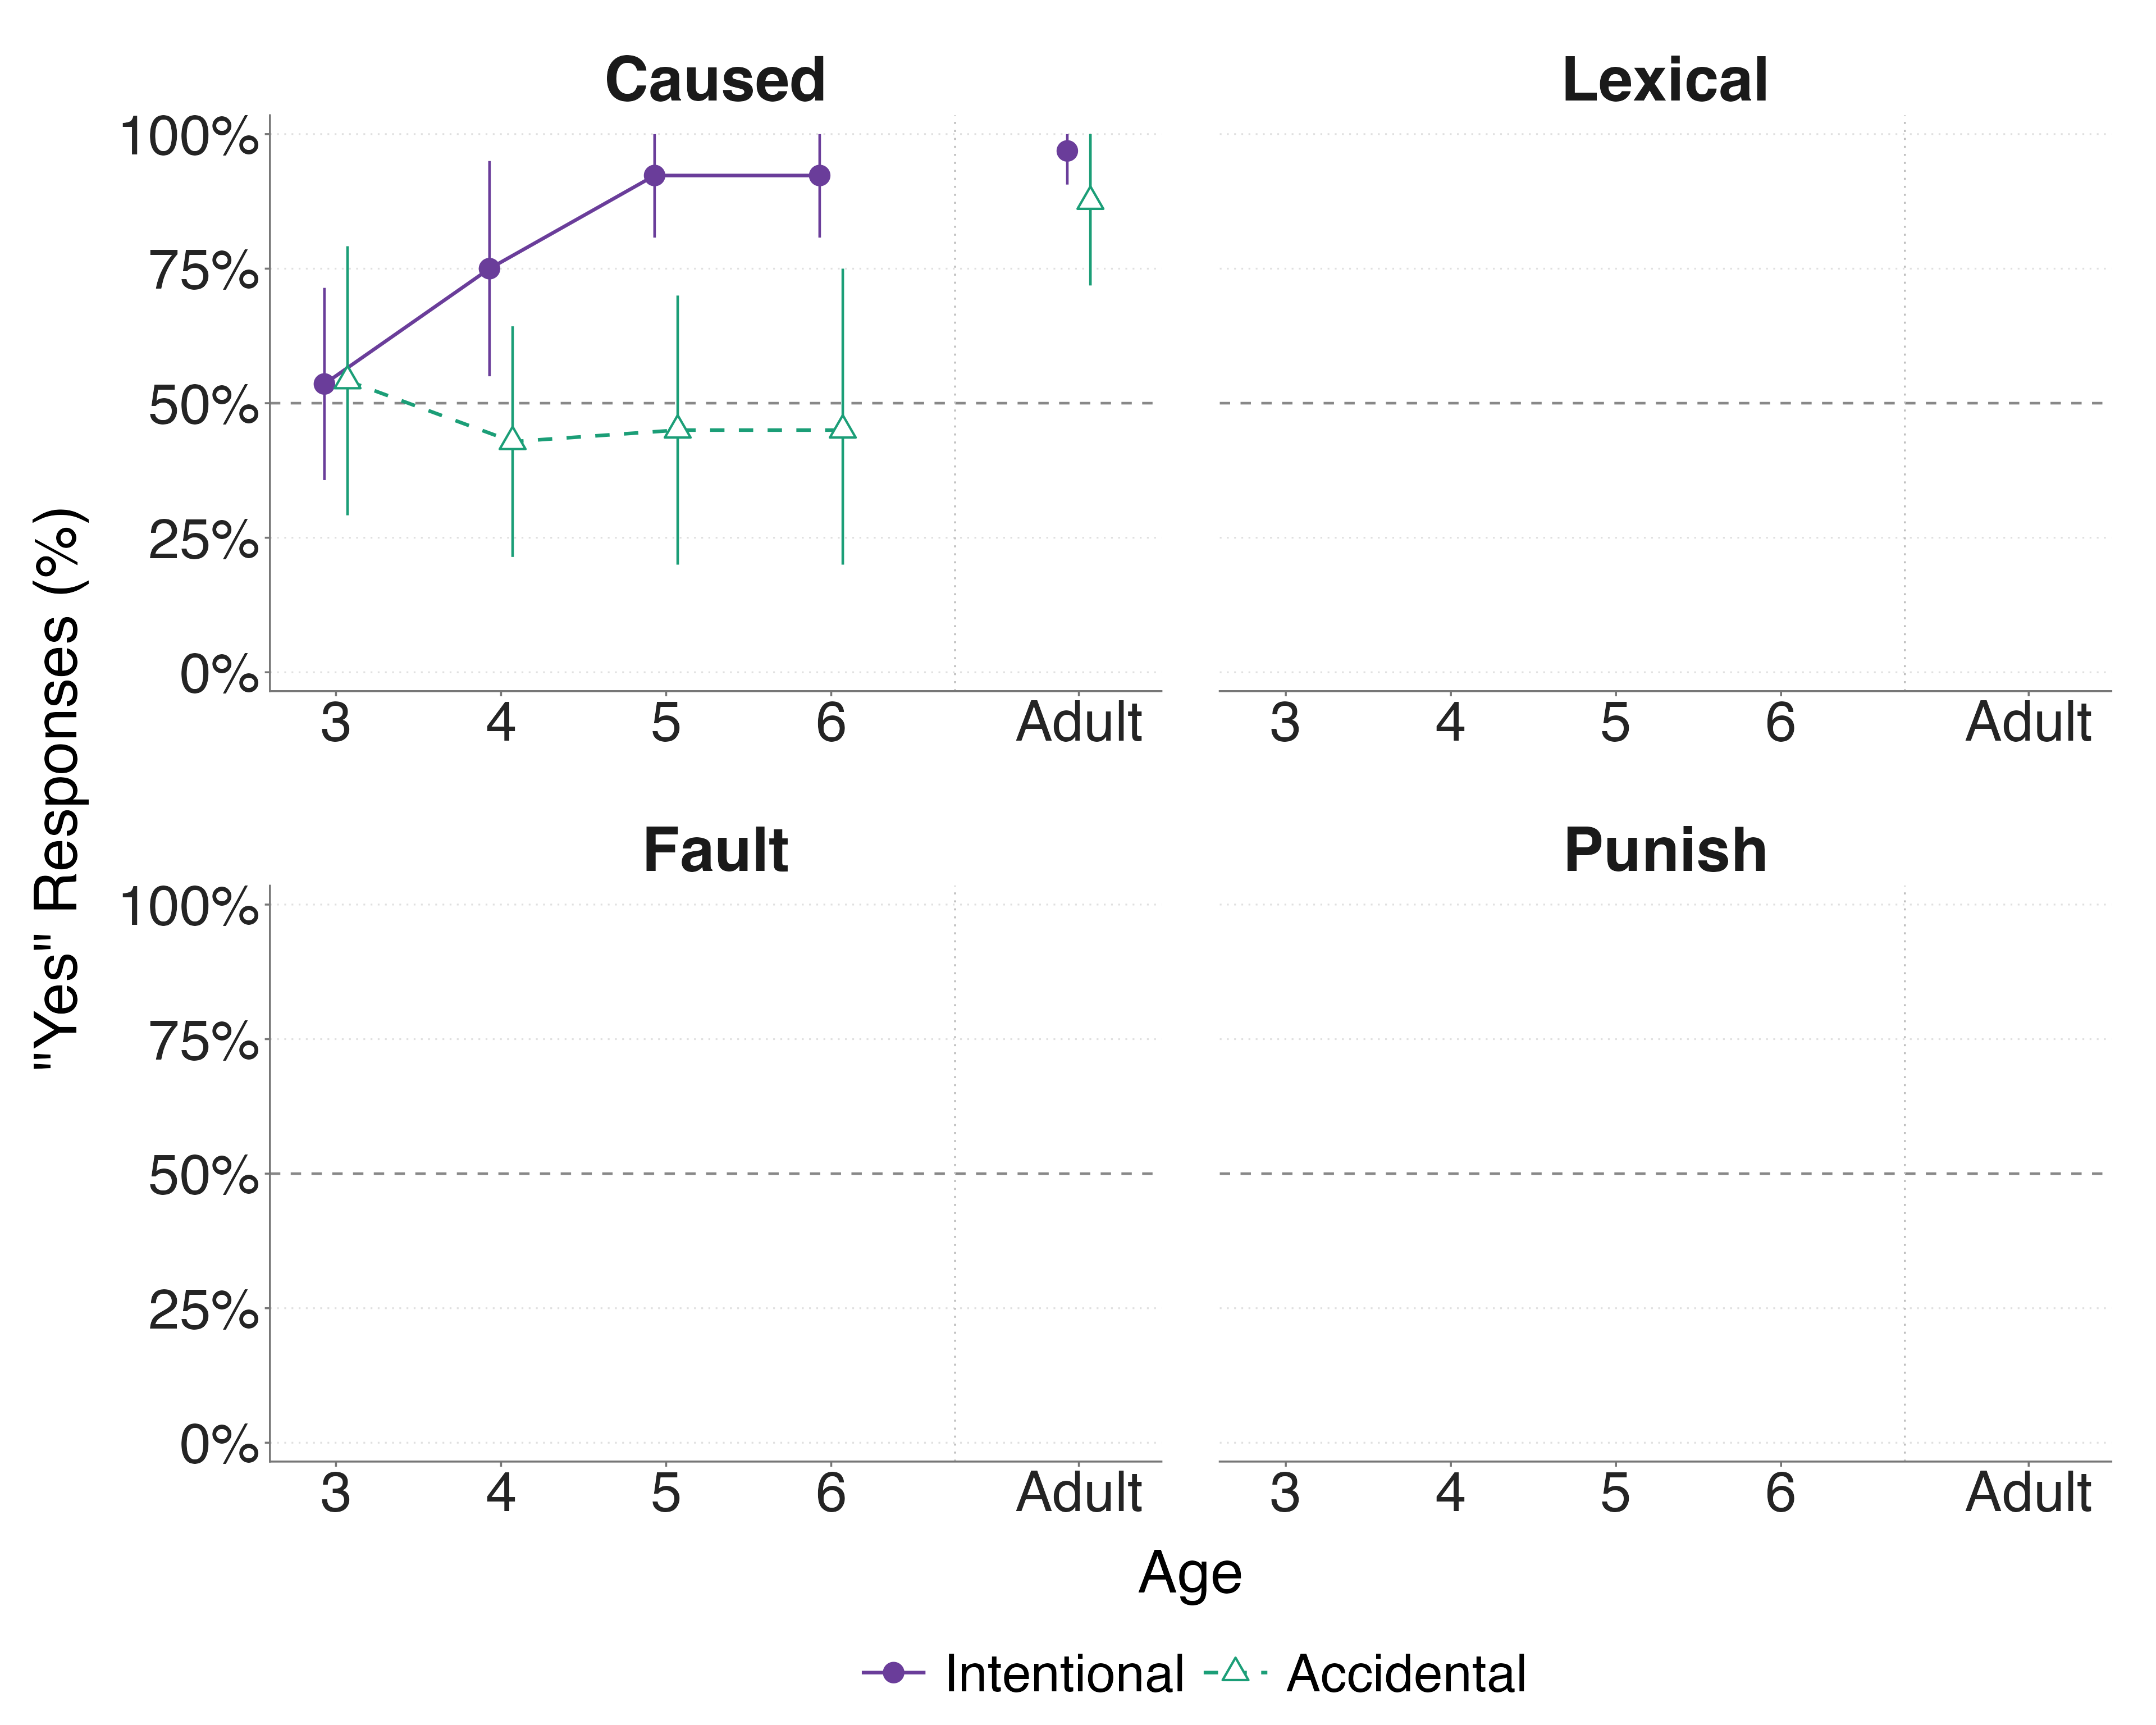 Caused
Lexical
100%
75%
50%
25%
0%
3 4 5 6 Adult
3 4 5 6 Adult
"Yes" Responses (%)
Fault
Punish
100%
75%
50%
25%
0%
3 4 5 6 Adult
3 4 5 6 Adult
Age
Intentional Accidental